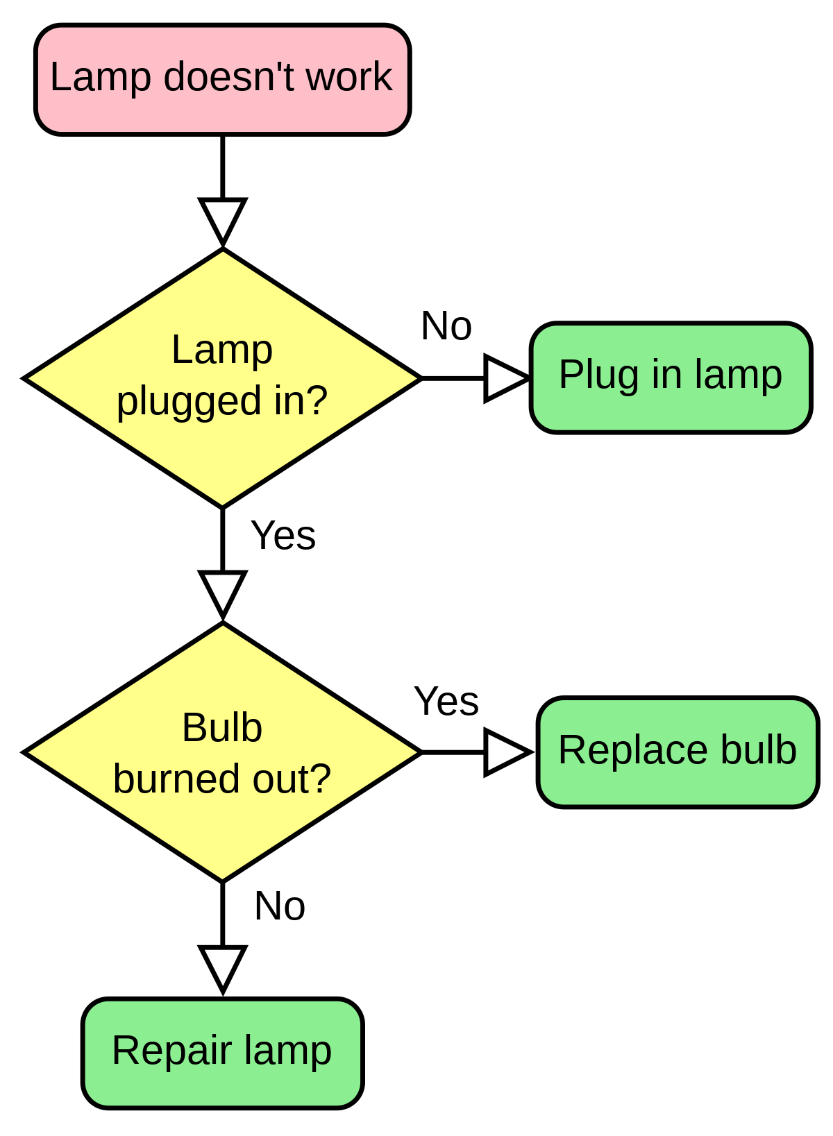 Lamp doesn't work
Lamp
plugged in?
No
Plug in lamp
Yes
Bulb
burned out?
Yes
Replace bulb
No
Repair lamp